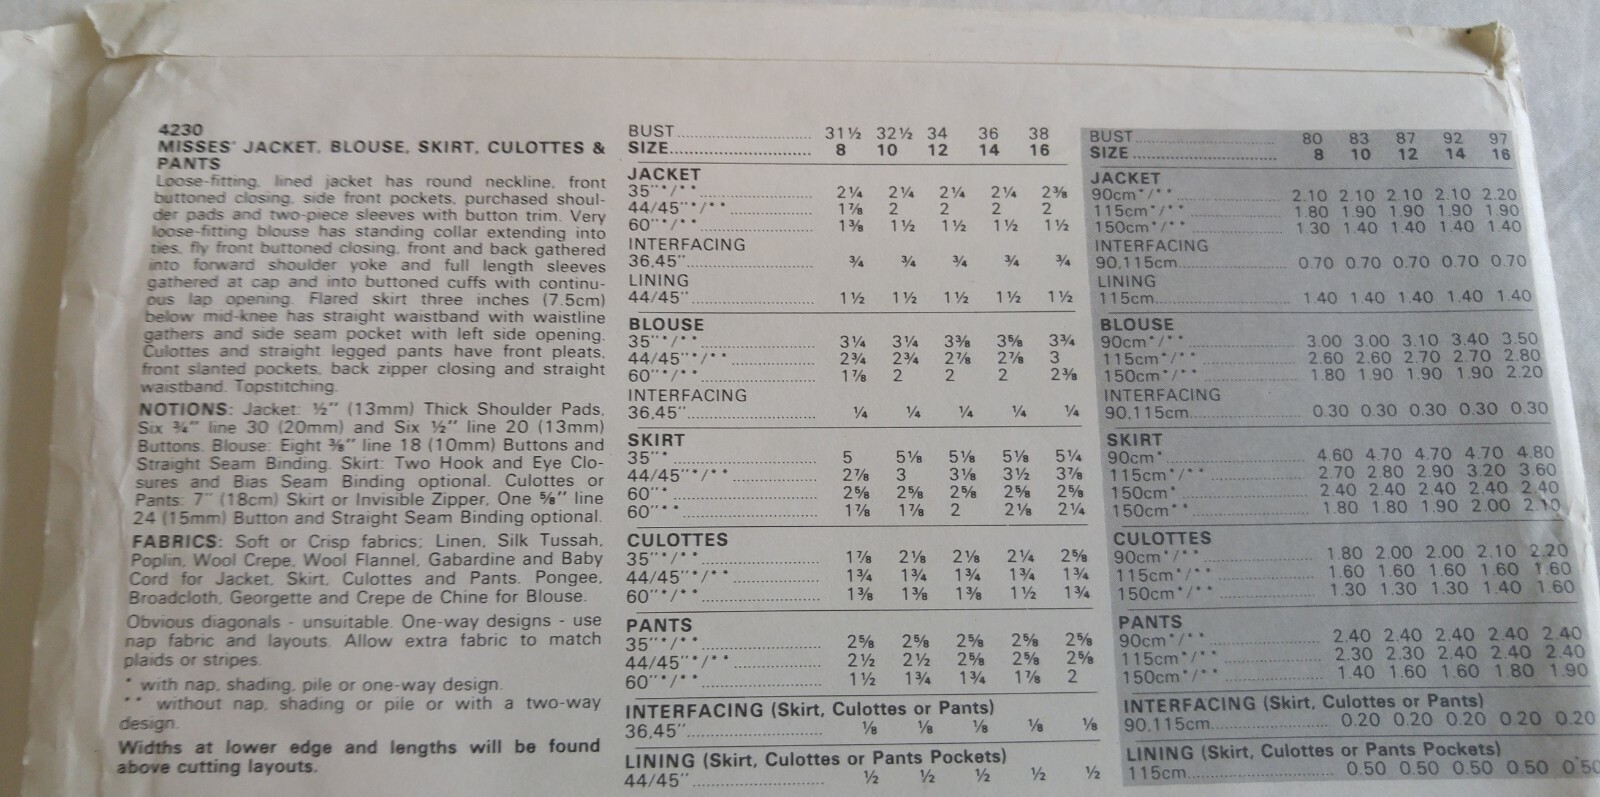 4230
MISSES' JACKET, BLOUSE, SKIRT, CULOTTES &
PANTS
Loose-fitting, lined jacket has round neckline, front
buttoned closing, side front pockets, purchased shoul-
der pads and two-piece sleeves with button trim. Very
loose-fitting blouse has standing collar extending into
ties, fly front buttoned closing, front and back gathered
into forward shoulder yoke and full length sleeves
gathered at cap and into buttoned cuffs with continu-
ous lap opening. Flared skirt three inches (7.5cm)
below mid-knee has straight waistband with waistline
gathers and side seam pocket with left side opening.
Culottes and straight legged pants have front pleats,
front slanted pockets, back zipper closing and straight
waistband. Topstitching.
NOTIONS: Jacket: ½" (13mm) Thick Shoulder Pads,
Six ¾" line 30 (20mm) and Six ½" line 20 (13mm)
Buttons. Blouse: Eight ⅜" line 18 (10mm) Buttons and
Straight Seam Binding. Skirt: Two Hook and Eye Clo-
sures and Bias Seam Binding optional. Culottes or
Pants: 7" (18cm) Skirt or Invisible Zipper, One ⅝" line
24 (15mm) Button and Straight Seam Binding optional.
FABRICS: Soft or Crisp fabrics; Linen, Silk Tussah,
Poplin, Wool Crepe, Wool Flannel, Gabardine and Baby
Cord for Jacket, Skirt, Culottes and Pants. Pongee,
Broadcloth, Georgette and Crepe de Chine for Blouse.
Obvious diagonals - unsuitable. One-way designs - use
nap fabric and layouts. Allow extra fabric to match
plaids or stripes.
* with nap, shading, pile or one-way design.
** without nap, shading or pile or with a two-way
design.
Widths at lower edge and lengths will be found
above cutting layouts.
BUST 31½ 32½ 34 36 38
SIZE 8 10 12 14 16
JACKET
35"*/** 2¼ 2¼ 2¼ 2¼ 2⅜
44/45"*/** 1⅞ 2 2 2 2
60"*/** 1⅜ 1½ 1½ 1½ 1½
INTERFACING
36,45" ¾ ¾ ¾ ¾ ¾
LINING
44/45" 1½ 1½ 1½ 1½ 1½
BLOUSE
35"*/** 3¼ 3¼ 3⅜ 3⅝ 3¾
44/45"*/** 2¾ 2¾ 2⅞ 2⅞ 3
60"*/** 1⅞ 2 2 2 2⅜
INTERFACING
36,45" ¼ ¼ ¼ ¼ ¼
SKIRT
35"* 5 5⅛ 5⅛ 5⅛ 5¼
44/45"*/** 2⅞ 3 3⅛ 3½ 3⅞
60"* 2⅝ 2⅝ 2⅝ 2⅝ 2⅝
60"** 1⅞ 1⅞ 2 2⅛ 2¼
CULOTTES
35"*/** 1⅞ 2⅛ 2⅛ 2¼ 2⅝
44/45"*/** 1¾ 1¾ 1¾ 1¾ 1¾
60"*/** 1⅜ 1⅜ 1⅜ 1½ 1¾
PANTS
35"*/** 2⅝ 2⅝ 2⅝ 2⅝ 2⅝
44/45"*/** 2½ 2½ 2⅝ 2⅝ 2⅝
60"*/** 1½ 1¾ 1¾ 1⅞ 2
INTERFACING (Skirt, Culottes or Pants)
36,45" ⅛ ⅛ ⅛ ⅛ ⅛
LINING (Skirt, Culottes or Pants Pockets)
44/45" ½ ½ ½ ½ ½
BUST 80 83 87 92 97
SIZE 8 10 12 14 16
JACKET
90cm*/** 2.10 2.10 2.10 2.10 2.20
115cm*/** 1.80 1.90 1.90 1.90 1.90
150cm*/** 1.30 1.40 1.40 1.40 1.40
INTERFACING
90,115cm 0.70 0.70 0.70 0.70 0.70
LINING
115cm 1.40 1.40 1.40 1.40 1.40
BLOUSE
90cm*/** 3.00 3.00 3.10 3.40 3.50
115cm*/** 2.60 2.60 2.70 2.70 2.80
150cm*/** 1.80 1.90 1.90 1.90 2.20
INTERFACING
90,115cm 0.30 0.30 0.30 0.30 0.30
SKIRT
90cm* 4.60 4.70 4.70 4.70 4.80
115cm*/** 2.70 2.80 2.90 3.20 3.60
150cm* 2.40 2.40 2.40 2.40 2.40
150cm** 1.80 1.80 1.90 2.00 2.10
CULOTTES
90cm*/** 1.80 2.00 2.00 2.10 2.20
115cm*/** 1.60 1.60 1.60 1.60 1.60
150cm*/** 1.30 1.30 1.30 1.40 1.60
PANTS
90cm*/** 2.40 2.40 2.40 2.40 2.40
115cm*/** 2.30 2.30 2.40 2.40 2.40
150cm*/** 1.40 1.60 1.60 1.80 1.90
INTERFACING (Skirt, Culottes or Pants)
90,115cm 0.20 0.20 0.20 0.20 0.20
LINING (Skirt, Culottes or Pants Pockets)
115cm 0.50 0.50 0.50 0.50 0.50